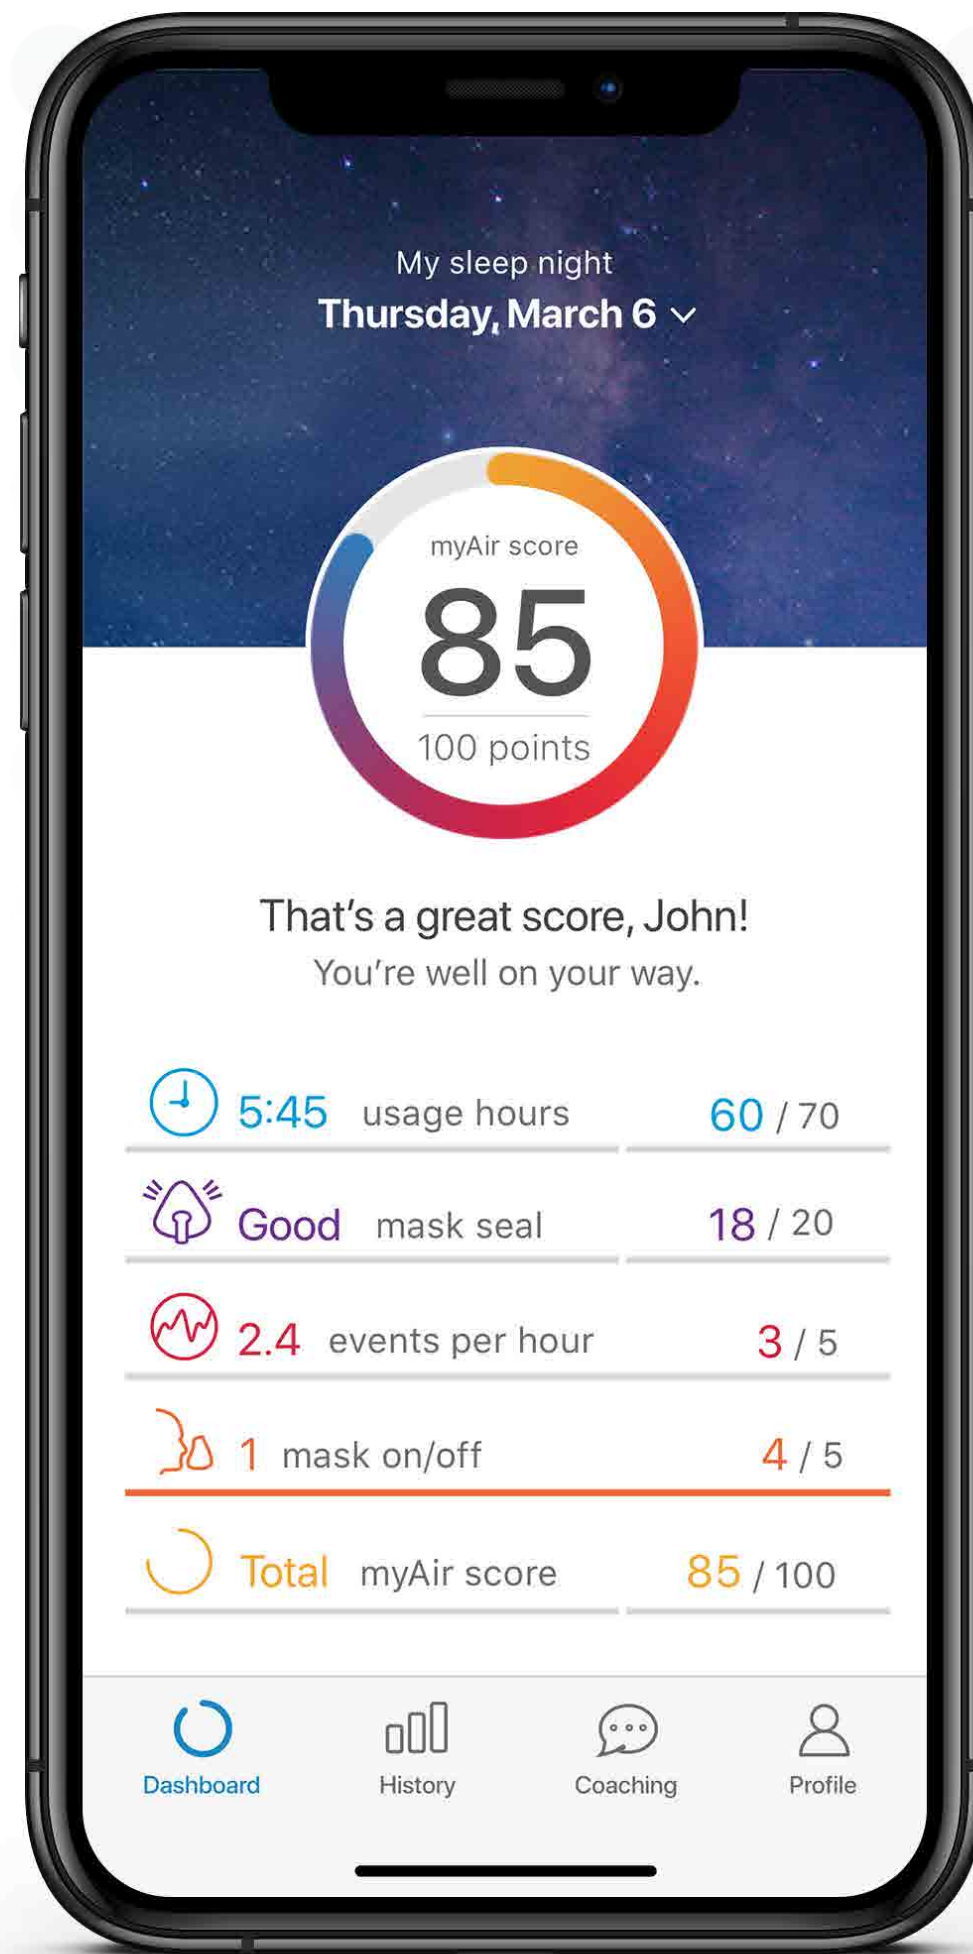 My sleep night
Thursday, March 6
myAir score
85
100 points
That's a great score, John!
You're well on your way.
5:45 usage hours 60 / 70
Good mask seal 18 / 20
2.4 events per hour 3 / 5
1 mask on/off 4 / 5
Total myAir score 85 / 100
Dashboard History Coaching Profile